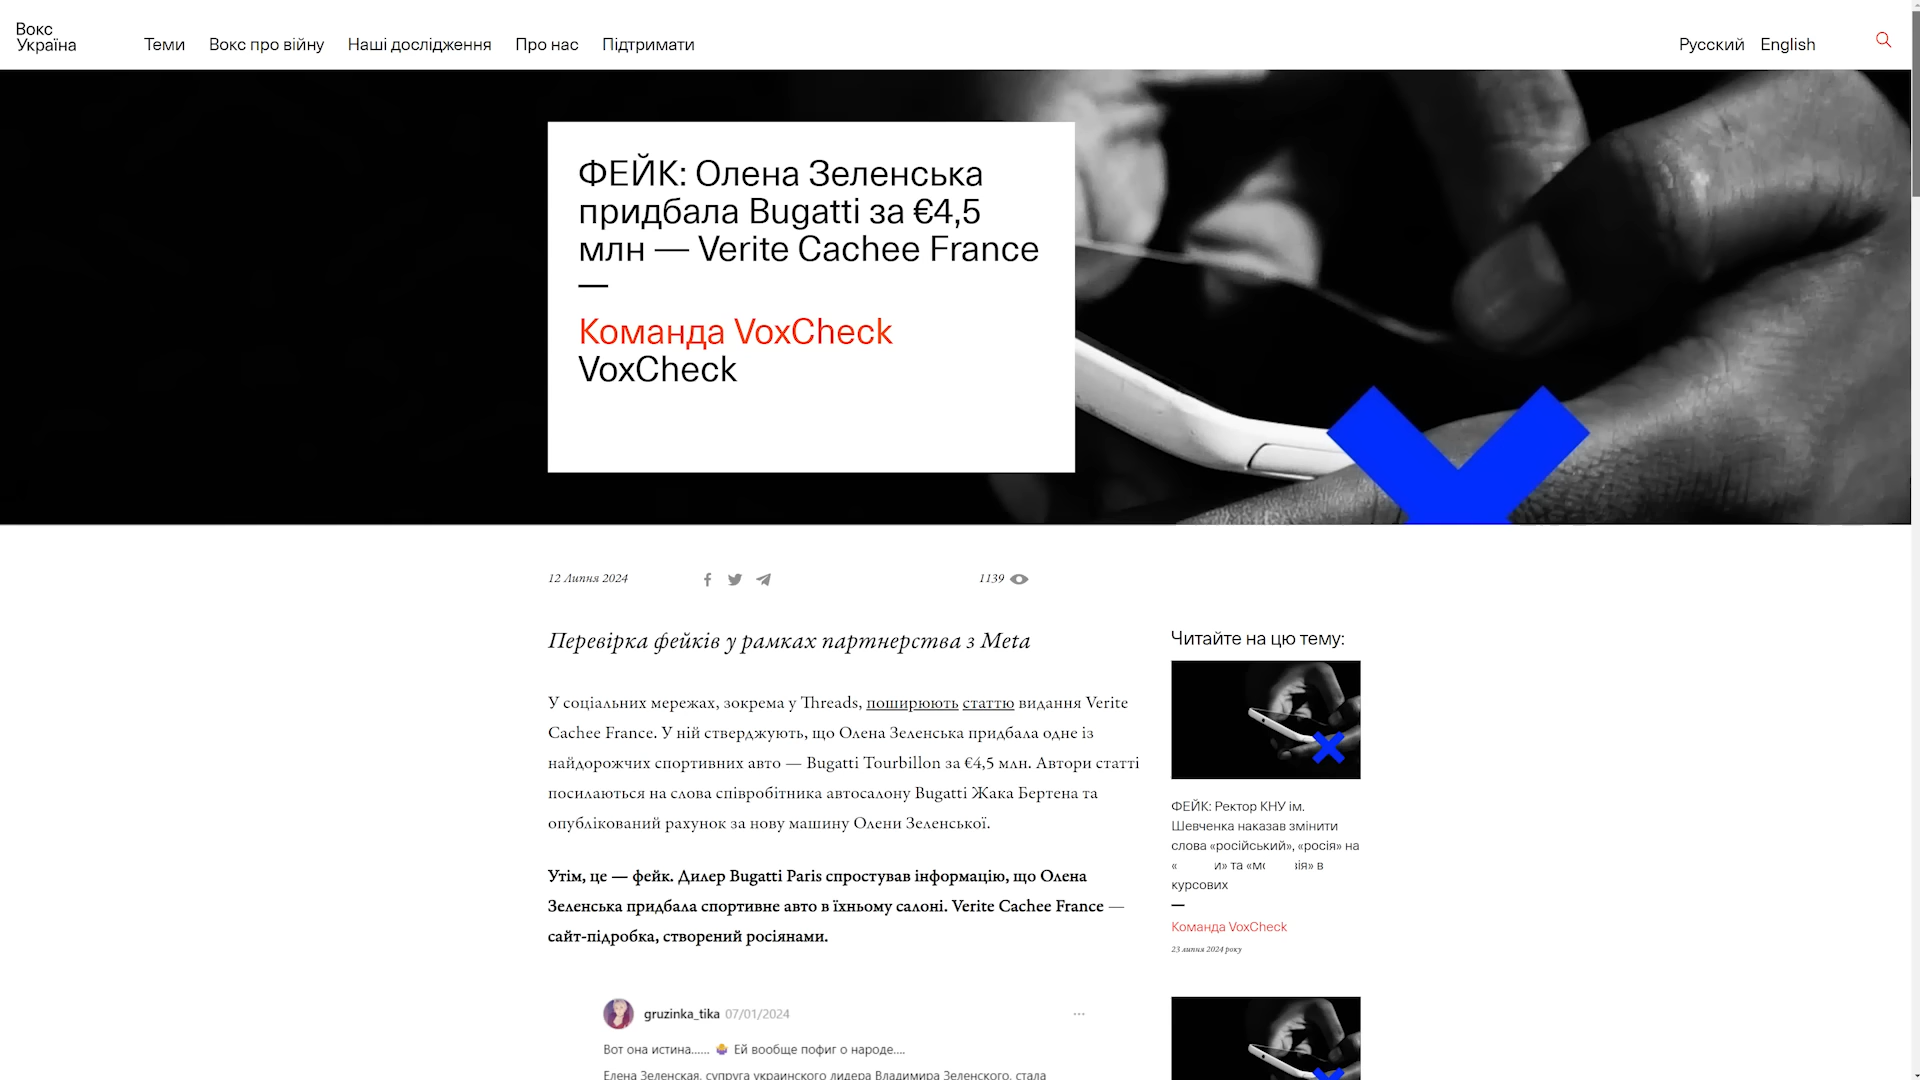 Вокс
Україна
Теми
Вокс про війну
Наші дослідження
Про нас
Підтримати
Русский
English
ФЕЙК: Олена Зеленська
придбала Bugatti за €4,5
млн — Verite Cachee France
—
Команда VoxCheck
VoxCheck
12 Липня 2024
1139
Перевірка фейків у рамках партнерства з Meta
У соціальних мережах, зокрема у Threads, поширюють статтю видання Verite
Cachee France. У ній стверджують, що Олена Зеленська придбала одне із
найдорожчих спортивних авто — Bugatti Tourbillon за €4,5 млн. Автори статті
посилаються на слова співробітника автосалону Bugatti Жака Бертена та
опублікований рахунок за нову машину Олени Зеленської.
Утім, це — фейк. Дилер Bugatti Paris спростував інформацію, що Олена
Зеленська придбала спортивне авто в їхньому салоні. Verite Cachee France —
сайт-підробка, створений росіянами.
gruzinka_tika 07/01/2024
Вот она истина...... Ей вообще пофиг о народе....
Елена Зеленская, супруга украинского лидера Владимира Зеленского, стала
Читайте на цю тему:
ФЕЙК: Ректор КНУ ім.
Шевченка наказав змінити
слова «російський», «росія» на
та в
курсових
—
Команда VoxCheck
23 липня 2024 року